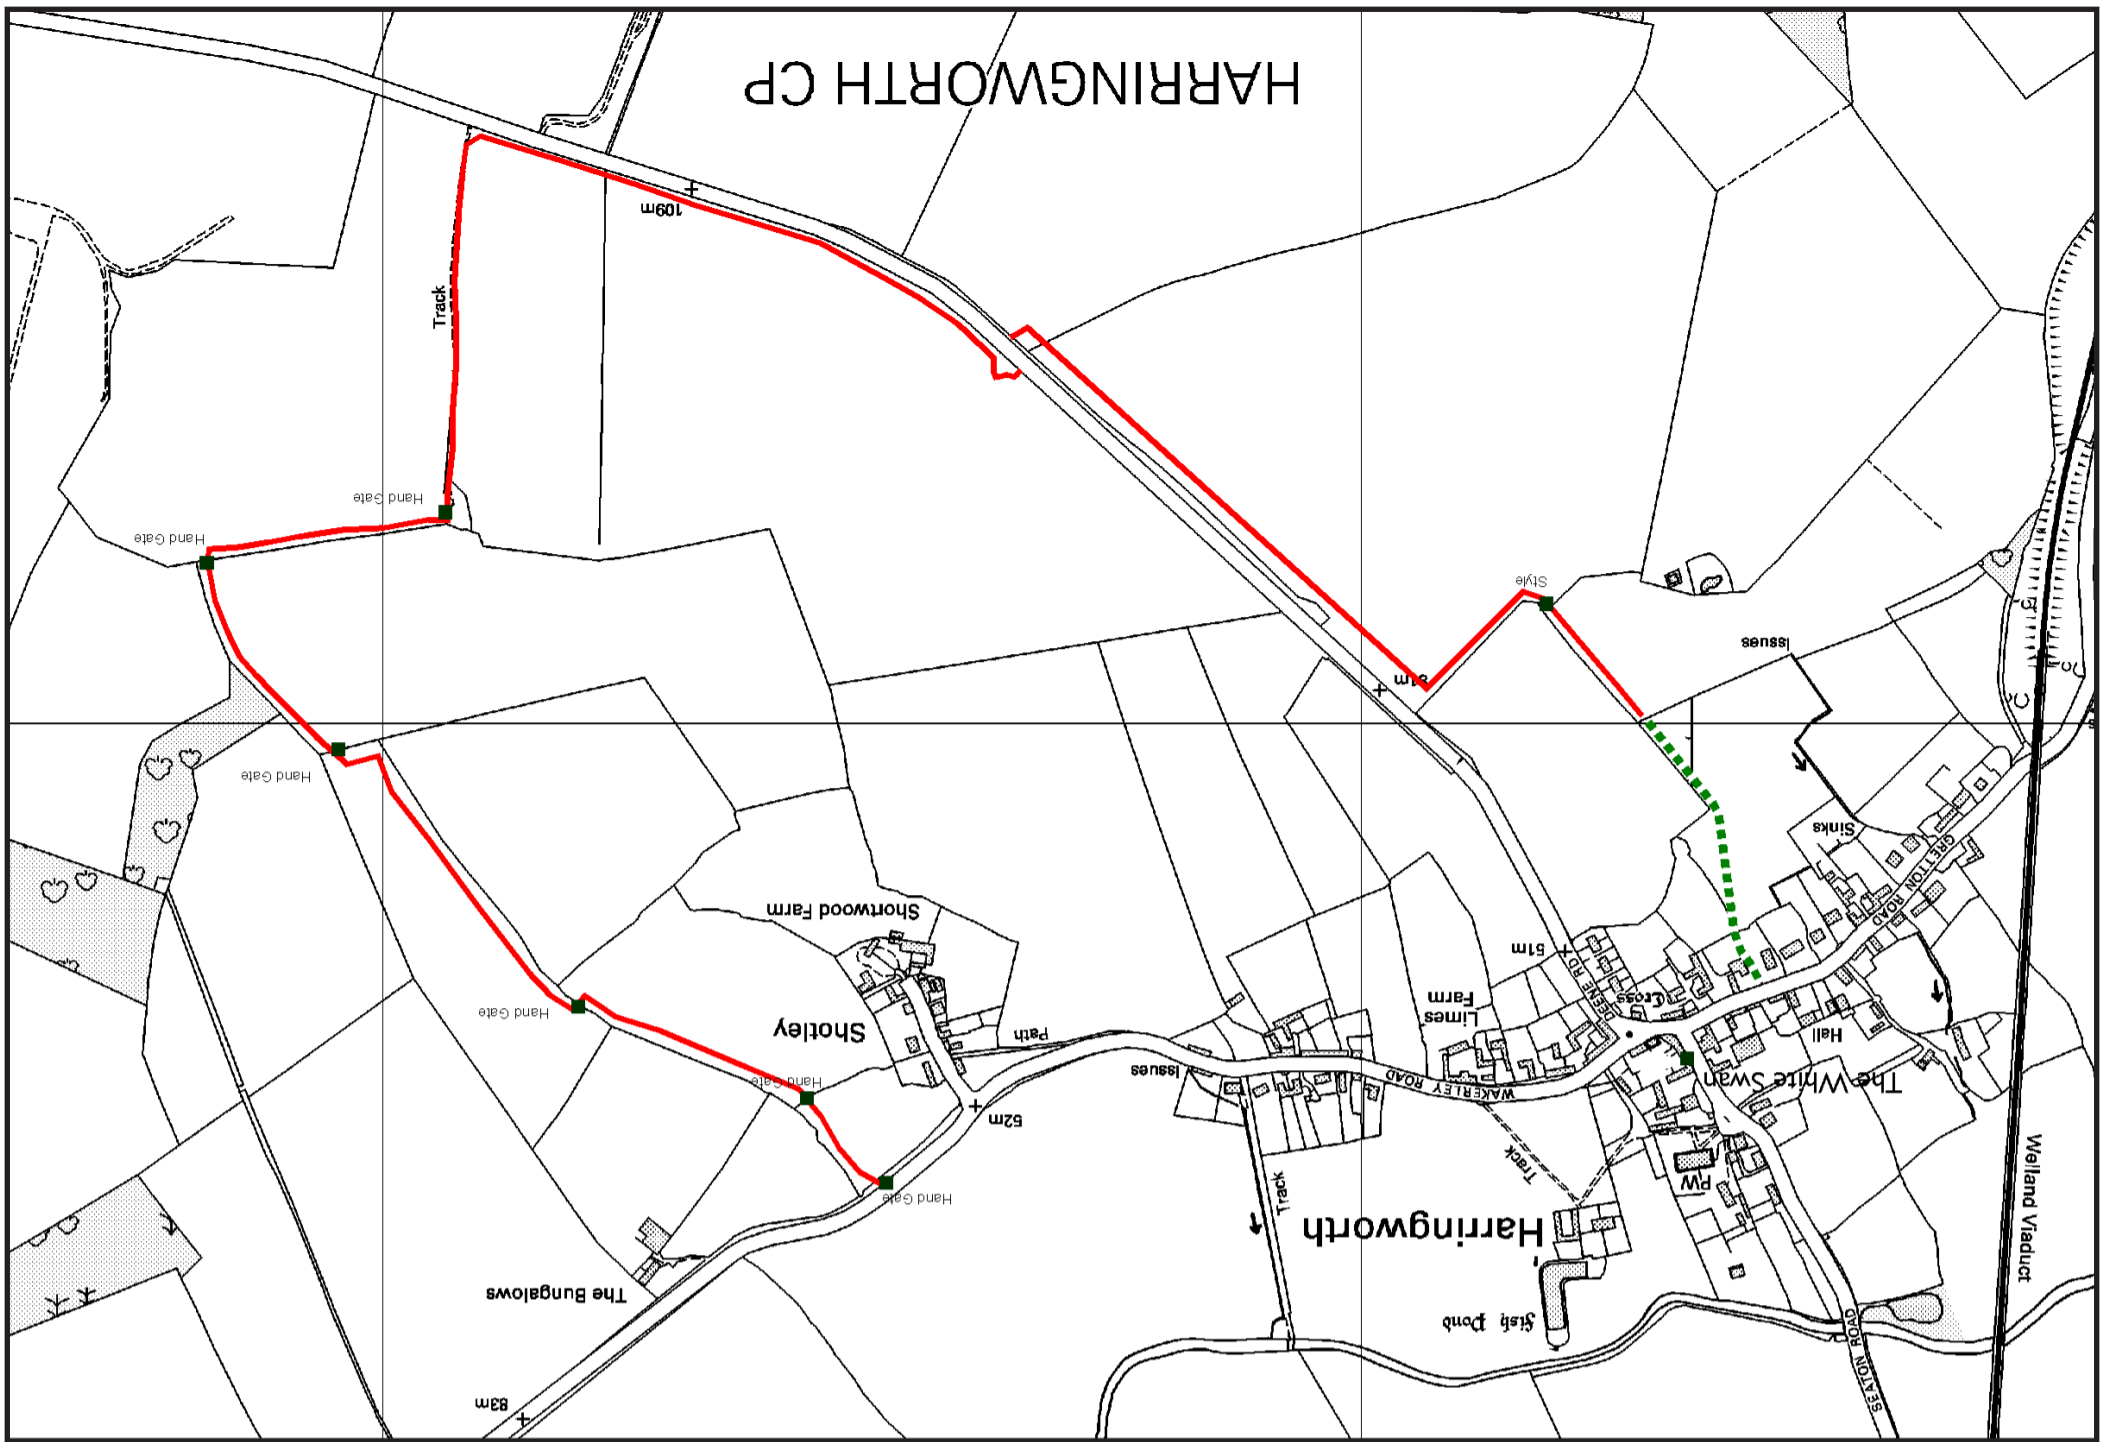 83m
SEATON ROAD
Fish Pond
The Bungalows
Welland Viaduct
Harringworth
Hand Gate
Track
PW
Track
52m
The White Swan
WAKERLEY ROAD
Hand Gate
Issues
Hall
Path
Shotley
Limes
Farm
Hand Gate
Cross
DEENE RD
51m
Shortwood Farm
GRETTON ROAD
Sinks
Hand Gate
81m
Issues
Style
Hand Gate
Hand Gate
Track
109m
HARRINGWORTH CP